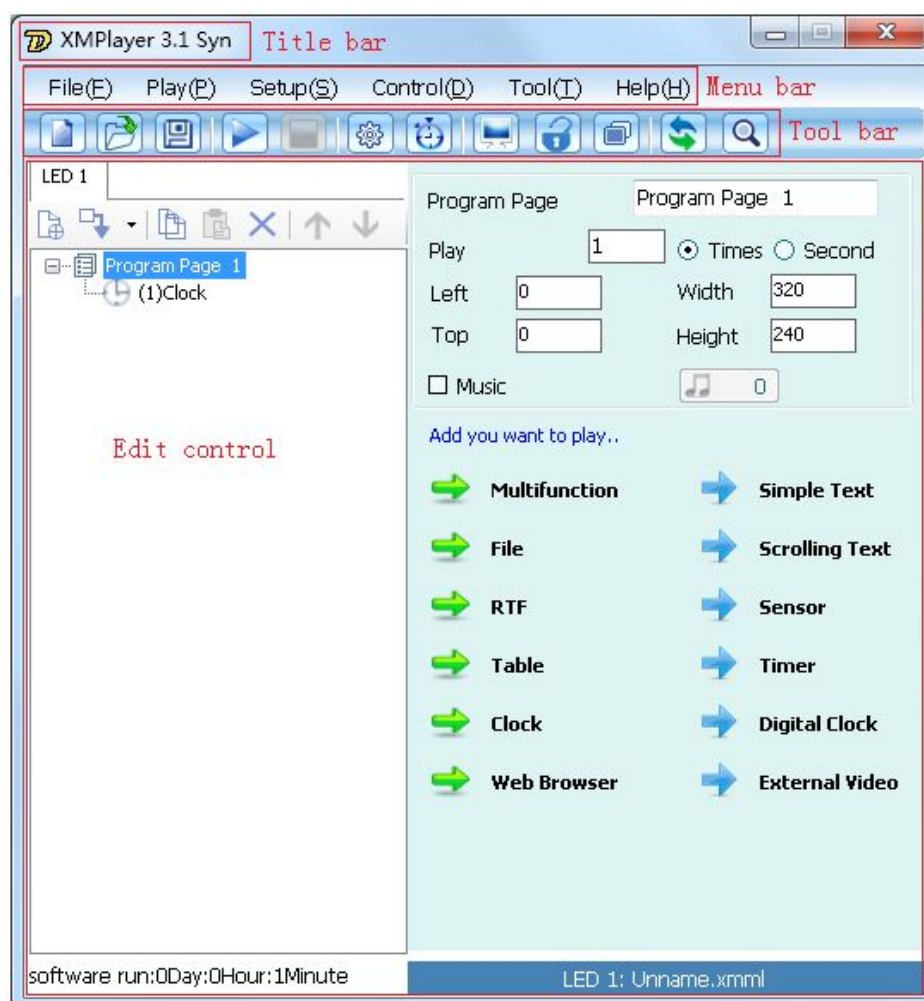 XMPlayer 3.1 Syn Title bar
File(F) Play(P) Setup(S) Control(D) Tool(T) Help(H) Menu bar
Tool bar
LED 1
Program Page 1
(1)Clock
Edit control
Program Page Program Page 1
Play 1 Times Second
Left 0 Width 320
Top 0 Height 240
Music 0
Add you want to play..
Multifunction Simple Text
File Scrolling Text
RTF Sensor
Table Timer
Clock Digital Clock
Web Browser External Video
software run:0Day:0Hour:1Minute LED 1: Unname.xmml